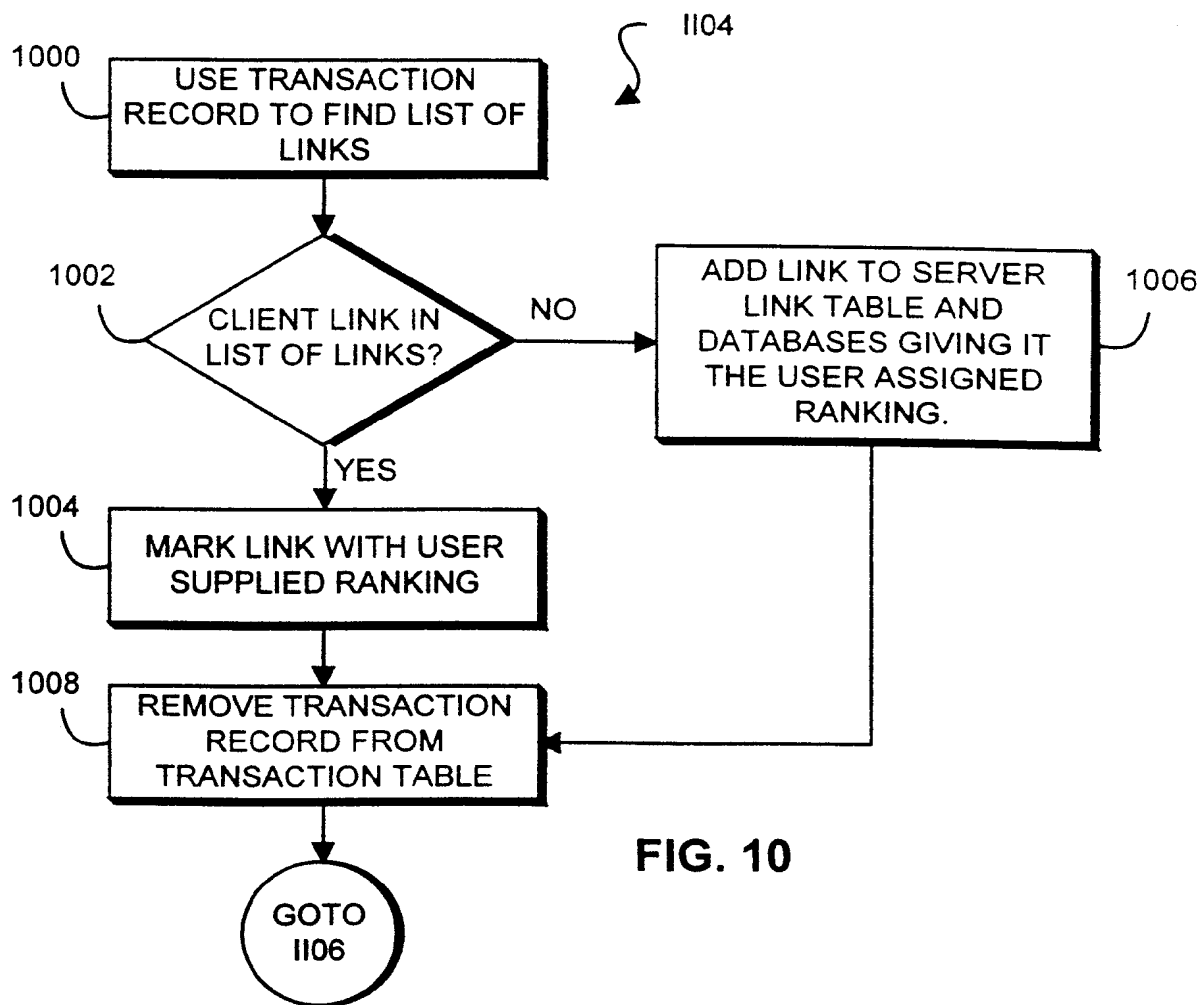 1104
1000
USE TRANSACTION
RECORD TO FIND LIST OF
LINKS
1002
CLIENT LINK IN
LIST OF LINKS?
NO
ADD LINK TO SERVER
LINK TABLE AND
DATABASES GIVING IT
THE USER ASSIGNED
RANKING.
1006
YES
1004
MARK LINK WITH USER
SUPPLIED RANKING
1008
REMOVE TRANSACTION
RECORD FROM
TRANSACTION TABLE
FIG. 10
GOTO
1106